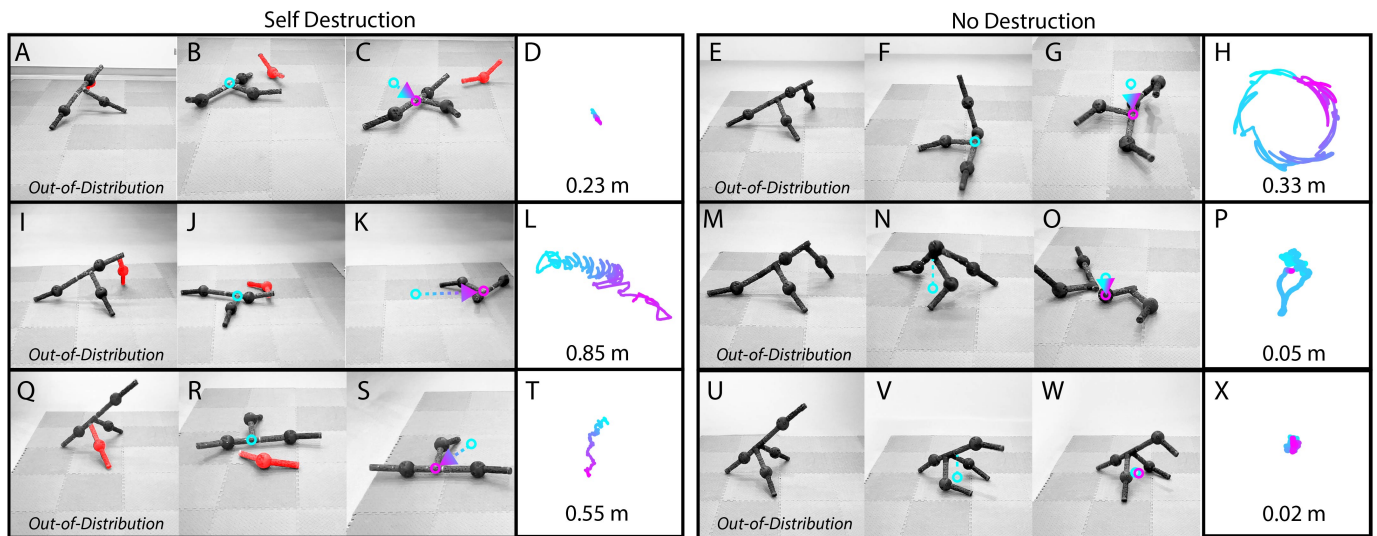 Self Destruction
No Destruction
A
B
C
D
E
F
G
H
Out-of-Distribution
0.23 m
Out-of-Distribution
0.33 m
I
J
K
L
M
N
O
P
Out-of-Distribution
0.85 m
Out-of-Distribution
0.05 m
Q
R
S
T
U
V
W
X
Out-of-Distribution
0.55 m
Out-of-Distribution
0.02 m